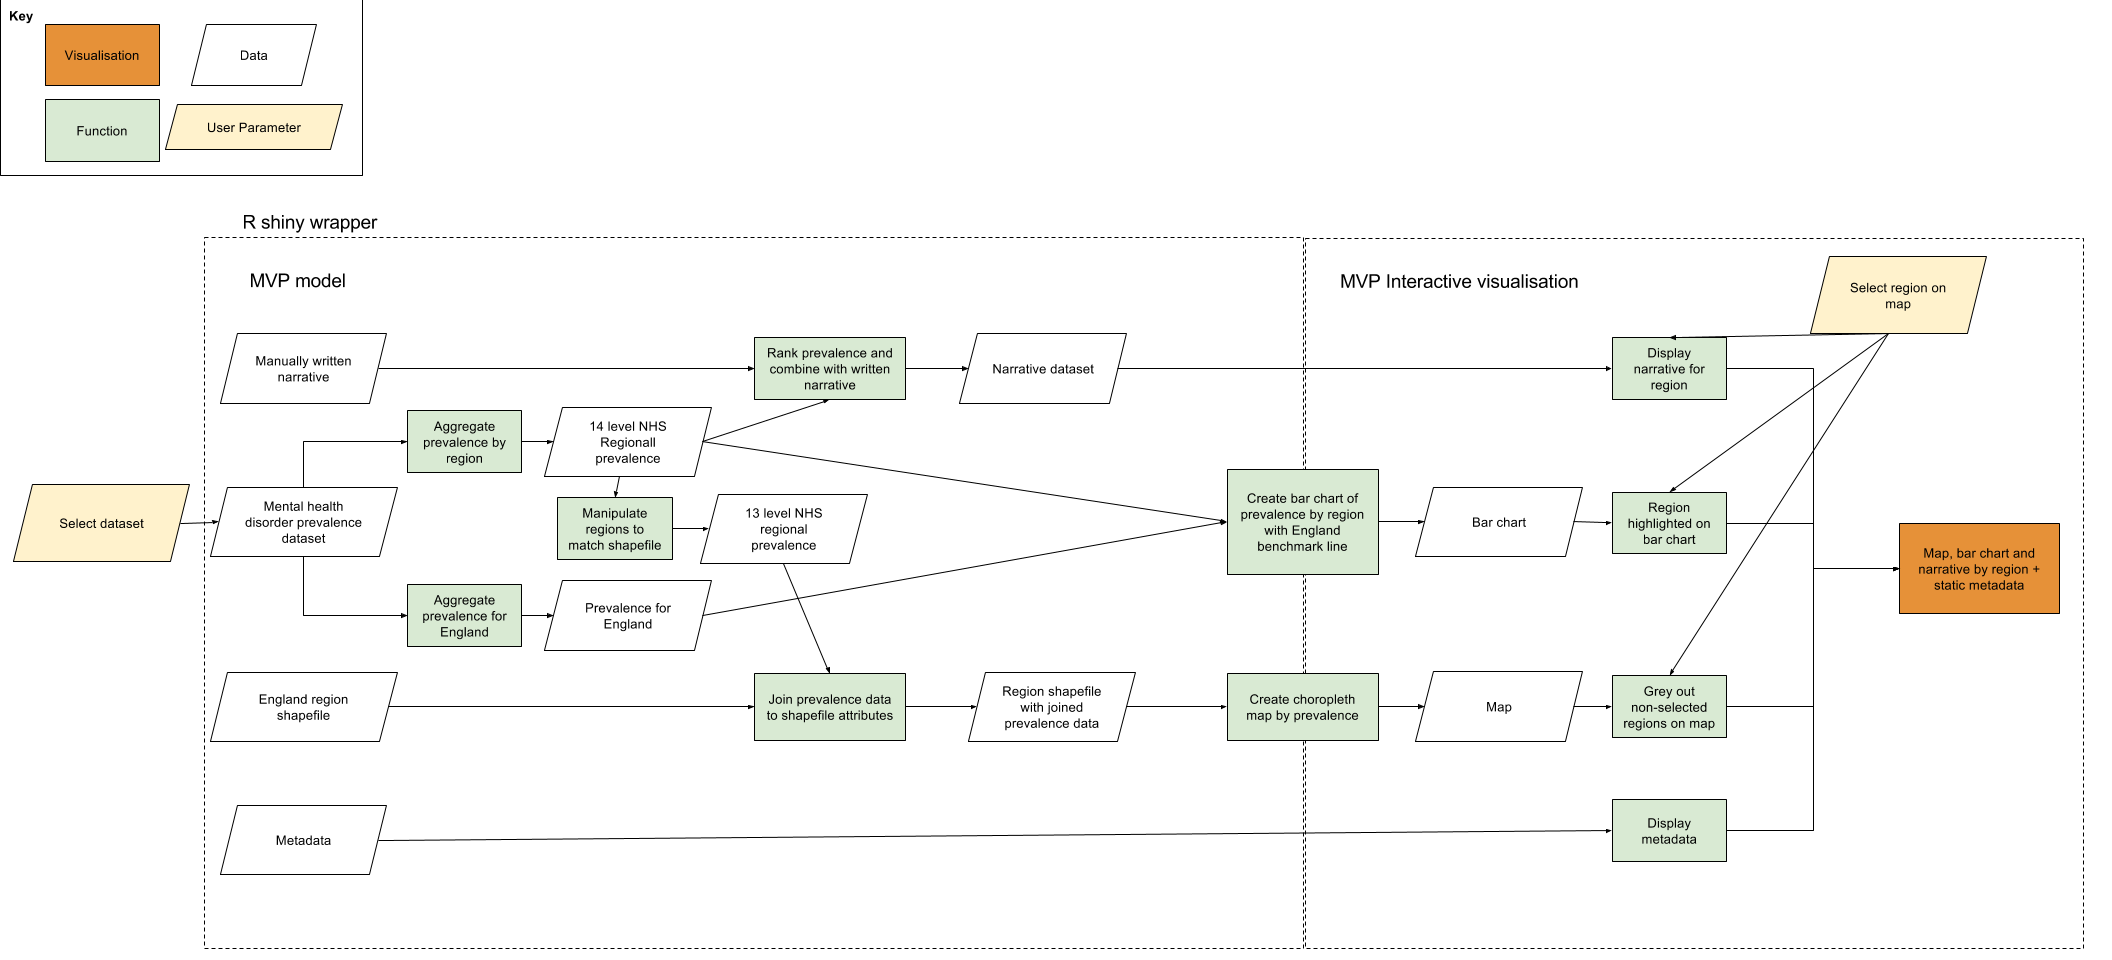 Key
Visualisation
Data
Function
User Parameter
R shiny wrapper
MVP model
MVP Interactive visualisation
Select region on
map
Manually written
narrative
Rank prevalence and
combine with written
narrative
Narrative dataset
Display
narrative for
region
Aggregate
prevalence by
region
14 level NHS
Regionall
prevalence
Select dataset
Mental health
disorder prevalence
dataset
Manipulate
regions to
match shapefile
13 level NHS
regional
prevalence
Create bar chart of
prevalence by region
with England
benchmark line
Bar chart
Region
highlighted on
bar chart
Map, bar chart and
narrative by region +
static metadata
Aggregate
prevalence for
England
Prevalence for
England
England region
shapefile
Join prevalence data
to shapefile attributes
Region shapefile
with joined
prevalence data
Create choropleth
map by prevalence
Map
Grey out
non-selected
regions on map
Metadata
Display
metadata